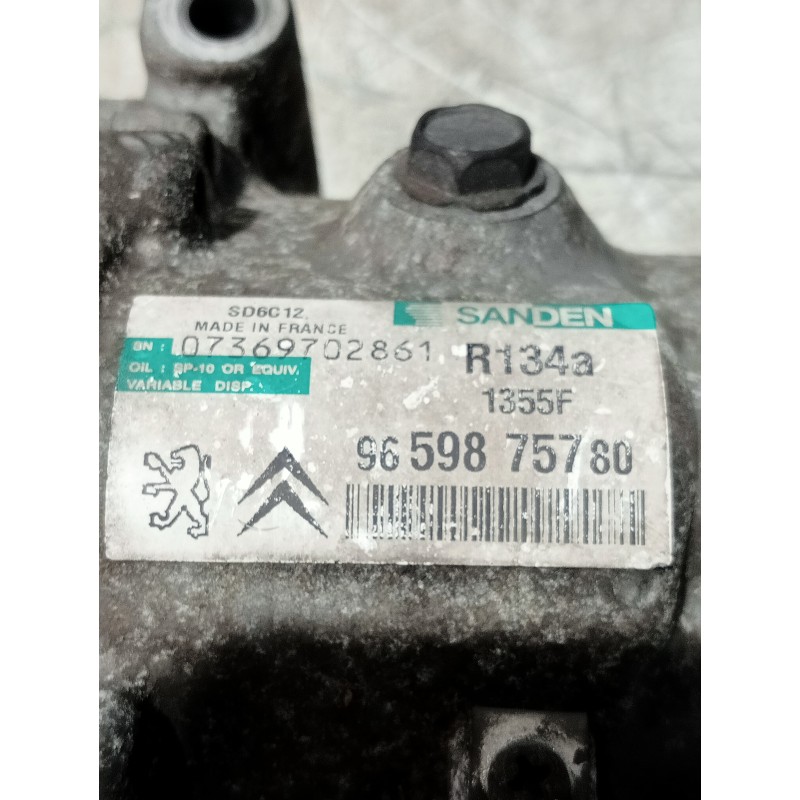 SD6C12
MADE IN FRANCE
SANDEN
SN : 07369702861
R134a
OIL : SP-10 OR EQUIV.
VARIABLE DISP.
1355F
96 598 757 80